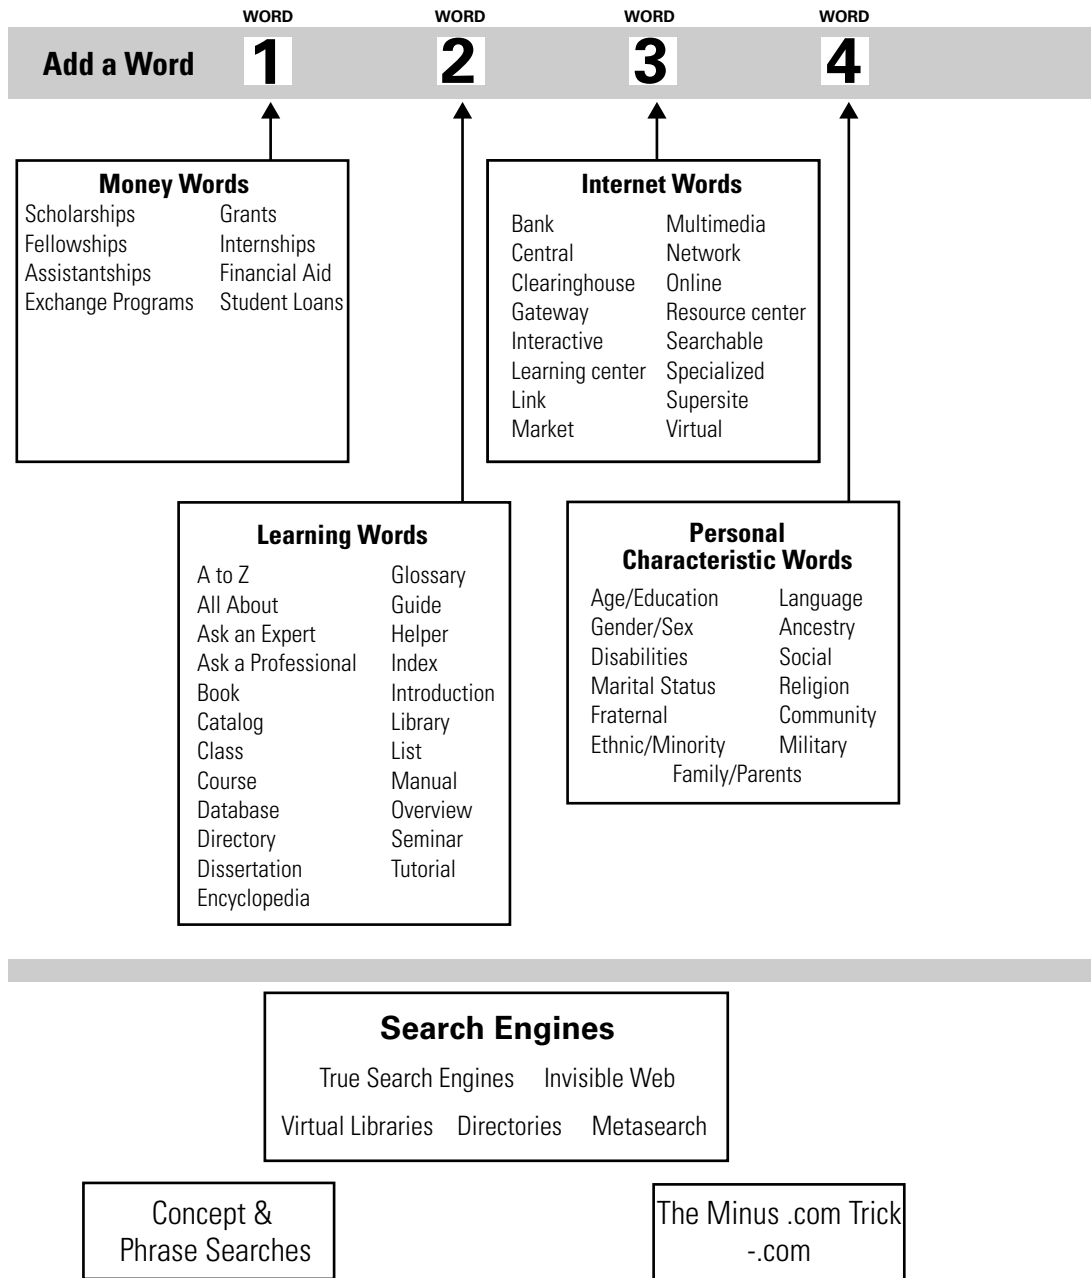 WORD WORD WORD WORD
Add a Word 1 2 3 4
Money Words
Scholarships Grants
Fellowships Internships
Assistantships Financial Aid
Exchange Programs Student Loans
Internet Words
Bank Multimedia
Central Network
Clearinghouse Online
Gateway Resource center
Interactive Searchable
Learning center Specialized
Link Supersite
Market Virtual
Learning Words
A to Z Glossary
All About Guide
Ask an Expert Helper
Ask a Professional Index
Book Introduction
Catalog Library
Class List
Course Manual
Database Overview
Directory Seminar
Dissertation Tutorial
Encyclopedia
Personal
Characteristic Words
Age/Education Language
Gender/Sex Ancestry
Disabilities Social
Marital Status Religion
Fraternal Community
Ethnic/Minority Military
Family/Parents
Search Engines
True Search Engines Invisible Web
Virtual Libraries Directories Metasearch
Concept &
Phrase Searches
The Minus .com Trick
-.com